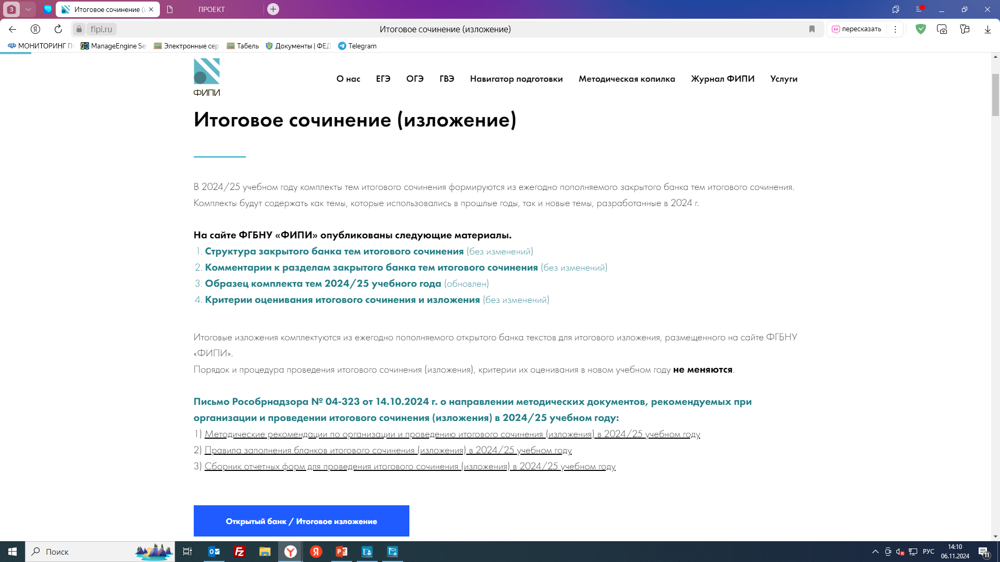 3
Итоговое сочинение (и
ПРОЕКТ
fipi.ru
Итоговое сочинение (изложение)
пересказать
МОНИТОРИНГ П
ManageEngine Se
Электронные сер
Табель
Документы | ФЕД
Telegram
ФИПИ
О нас
ЕГЭ
ОГЭ
ГВЭ
Навигатор подготовки
Методическая копилка
Журнал ФИПИ
Услуги
Итоговое сочинение (изложение)
В 2024/25 учебном году комплекты тем итогового сочинения формируются из ежегодно пополняемого закрытого банка тем итогового сочинения.
Комплекты будут содержать как темы, которые использовались в прошлые годы, так и новые темы, разработанные в 2024 г.
На сайте ФГБНУ «ФИПИ» опубликованы следующие материалы.
1. Структура закрытого банка тем итогового сочинения (без изменений)
2. Комментарии к разделам закрытого банка тем итогового сочинения (без изменений)
3. Образец комплекта тем 2024/25 учебного года (обновлен)
4. Критерии оценивания итогового сочинения и изложения (без изменений)
Итоговые изложения комплектуются из ежегодно пополняемого открытого банка текстов для итогового изложения, размещенного на сайте ФГБНУ
«ФИПИ».
Порядок и процедура проведения итогового сочинения (изложения), критерии их оценивания в новом учебном году не меняются.
Письмо Рособрнадзора № 04-323 от 14.10.2024 г. о направлении методических документов, рекомендуемых при
организации и проведении итогового сочинения (изложения) в 2024/25 учебном году:
1) Методические рекомендации по организации и проведению итогового сочинения (изложения) в 2024/25 учебном году
2) Правила заполнения бланков итогового сочинения (изложения) в 2024/25 учебном году
3) Сборник отчетных форм для проведения итогового сочинения (изложения) в 2024/25 учебном году
Открытый банк / Итоговое изложение
Поиск
РУС
14:10
06.11.2024
11